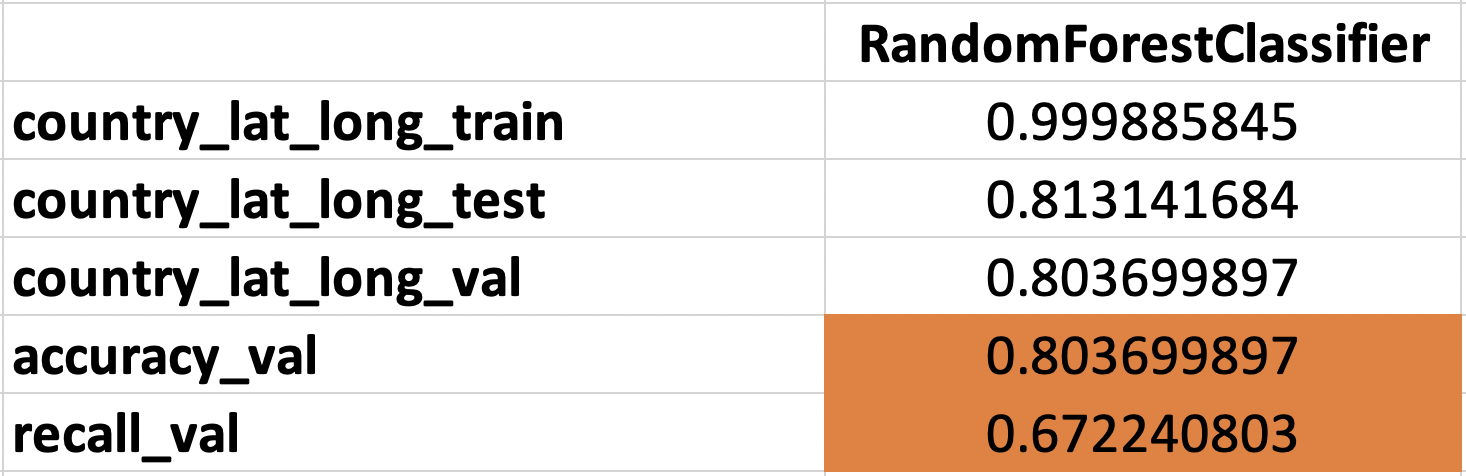 RandomForestClassifier
country_lat_long_train 0.999885845
country_lat_long_test 0.813141684
country_lat_long_val 0.803699897
accuracy_val 0.803699897
recall_val 0.672240803